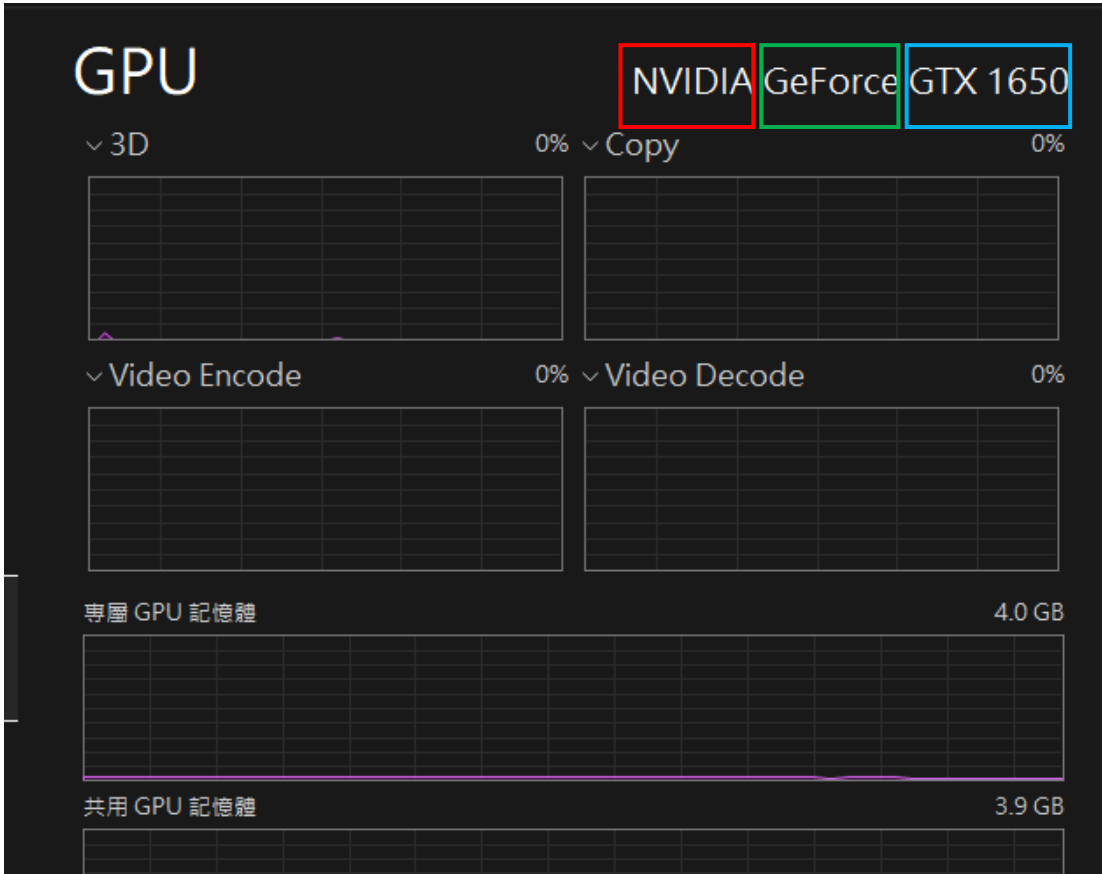 GPU NVIDIA GeForce GTX 1650
3D 0% Copy 0%
Video Encode 0% Video Decode 0%
專屬 GPU 記憶體 4.0 GB
共用 GPU 記憶體 3.9 GB